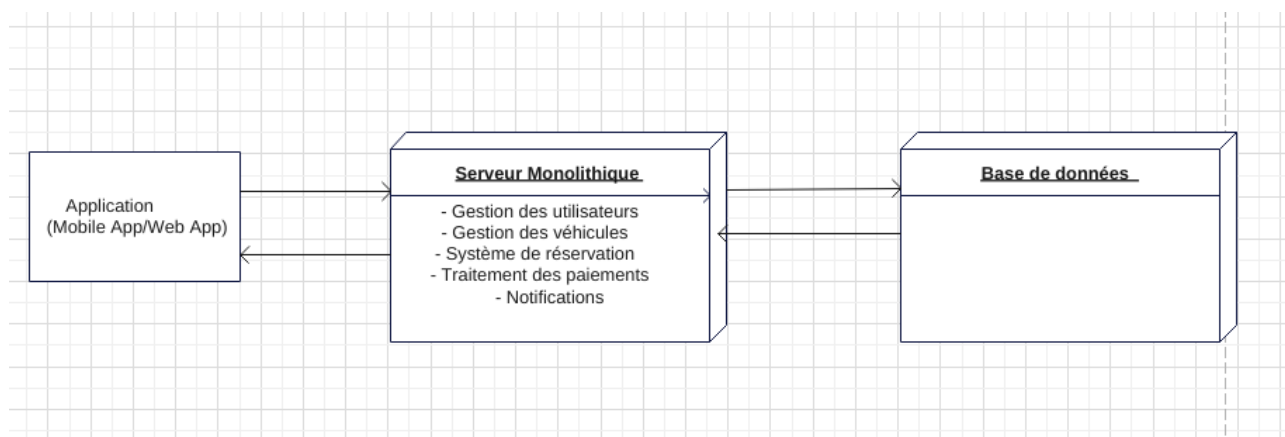 Application
(Mobile App/Web App)
Serveur Monolithique
- Gestion des utilisateurs
- Gestion des véhicules
- Système de réservation
- Traitement des paiements
- Notifications
Base de données